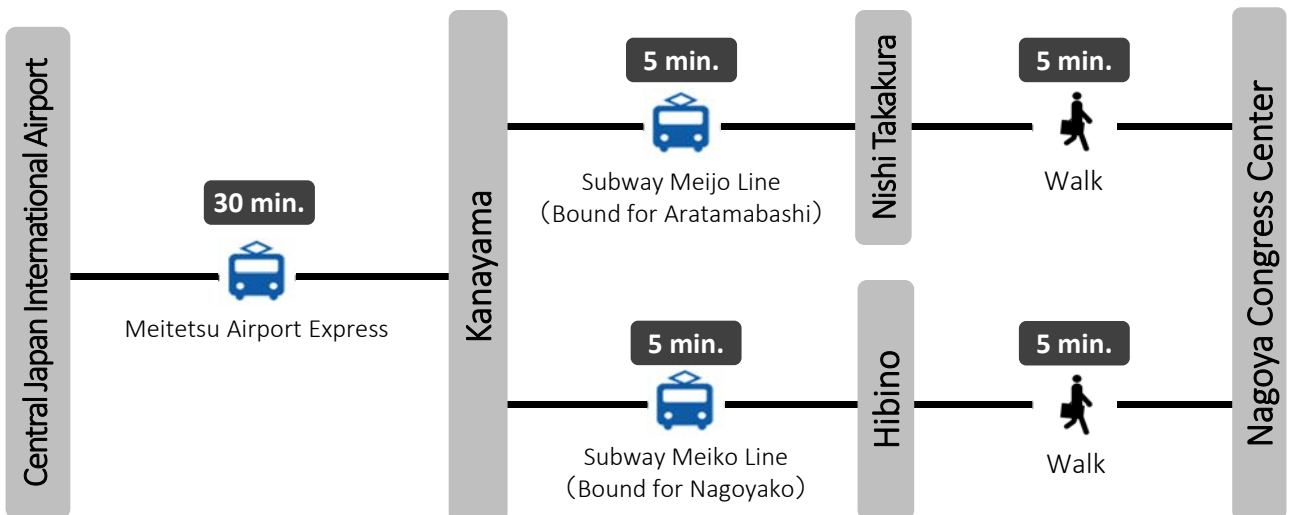 Central Japan International Airport
30 min.
Meitetsu Airport Express
Kanayama
5 min.
Subway Meijo Line
（Bound for Aratamabashi）
Nishi Takakura
5 min.
Walk
5 min.
Subway Meiko Line
（Bound for Nagoyako）
Hibino
5 min.
Walk
Nagoya Congress Center